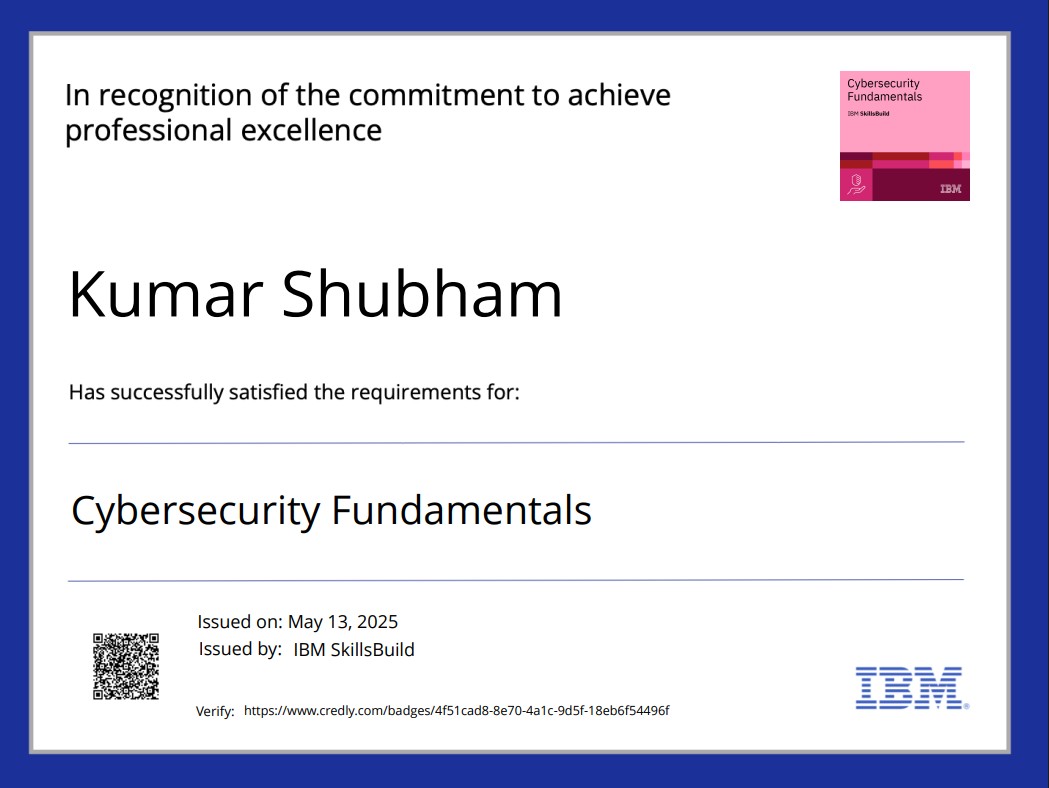 In recognition of the commitment to achieve
professional excellence
Cybersecurity
Fundamentals
IBM SkillsBuild
IBM
Kumar Shubham
Has successfully satisfied the requirements for:
Cybersecurity Fundamentals
Issued on: May 13, 2025
Issued by: IBM SkillsBuild
Verify: https://www.credly.com/badges/4f51cad8-8e70-4a1c-9d5f-18eb6f54496f
IBM®